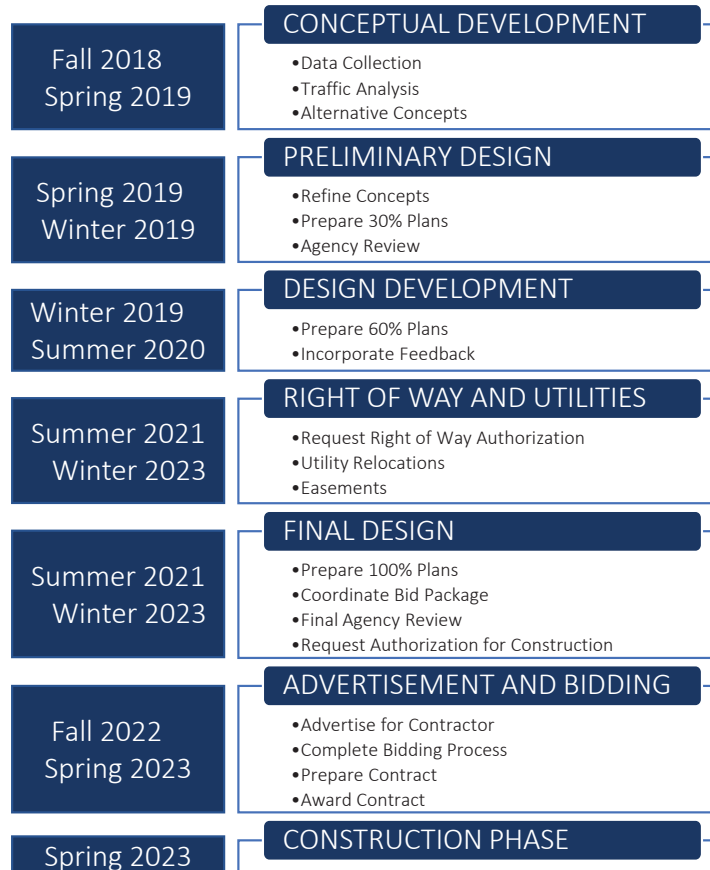 Fall 2018
Spring 2019
CONCEPTUAL DEVELOPMENT
•Data Collection
•Traffic Analysis
•Alternative Concepts
Spring 2019
Winter 2019
PRELIMINARY DESIGN
•Refine Concepts
•Prepare 30% Plans
•Agency Review
Winter 2019
Summer 2020
DESIGN DEVELOPMENT
•Prepare 60% Plans
•Incorporate Feedback
Summer 2021
Winter 2023
RIGHT OF WAY AND UTILITIES
•Request Right of Way Authorization
•Utility Relocations
•Easements
Summer 2021
Winter 2023
FINAL DESIGN
•Prepare 100% Plans
•Coordinate Bid Package
•Final Agency Review
•Request Authorization for Construction
Fall 2022
Spring 2023
ADVERTISEMENT AND BIDDING
•Advertise for Contractor
•Complete Bidding Process
•Prepare Contract
•Award Contract
Spring 2023
CONSTRUCTION PHASE